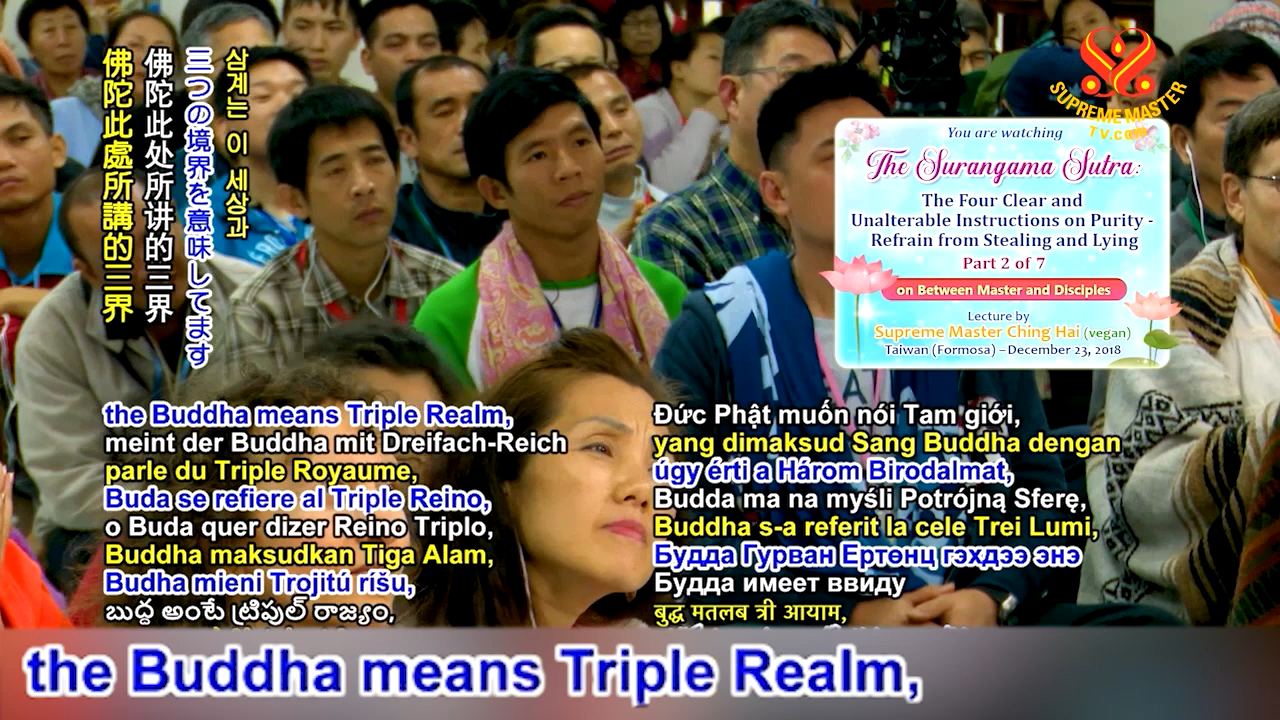 삼계는 이 세상과
三つの境界を意味してます
佛陀此处所讲的三界
佛陀此處所講的三界
SUPREME MASTER
TV.com
You are watching
The Surangama Sutra:
The Four Clear and
Unalterable Instructions on Purity -
Refrain from Stealing and Lying
Part 2 of 7
on Between Master and Disciples
Lecture by
Supreme Master Ching Hai (vegan)
Taiwan (Formosa) – December 23, 2018
the Buddha means Triple Realm,
meint der Buddha mit Dreifach-Reich
parle du Triple Royaume,
Buda se refiere al Triple Reino,
o Buda quer dizer Reino Triplo,
Buddha maksudkan Tiga Alam,
Budha mieni Trojitú ríšu,
బుద్ధ అంటే ట్రిపుల్ రాజ్యం,
Đức Phật muốn nói Tam giới,
yang dimaksud Sang Buddha dengan
úgy érti a Három Birodalmat,
Budda ma na myśli Potrójną Sferę,
Buddha s-a referit la cele Trei Lumi,
Будда Гурван Ертөнц гэхдээ энэ
Будда имеет ввиду
बुद्ध मतलब त्री आयाम,
the Buddha means Triple Realm,